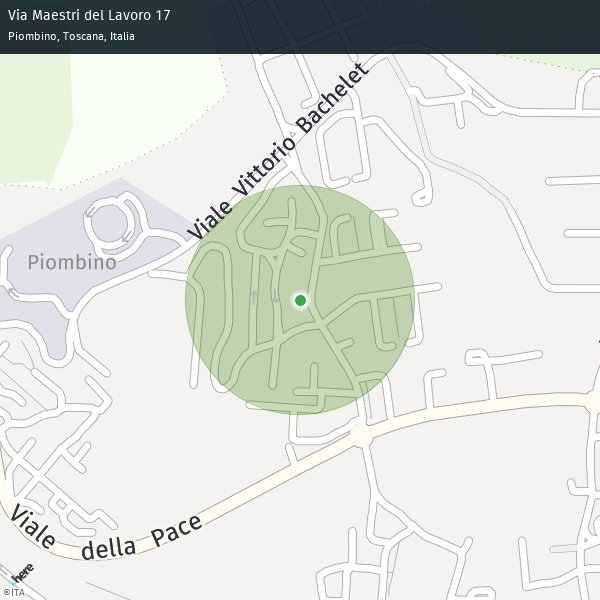 Via Maestri del Lavoro 17
Piombino, Toscana, Italia
Viale Vittorio Bachelet
Piombino
Viale della Pace
here
©ITA